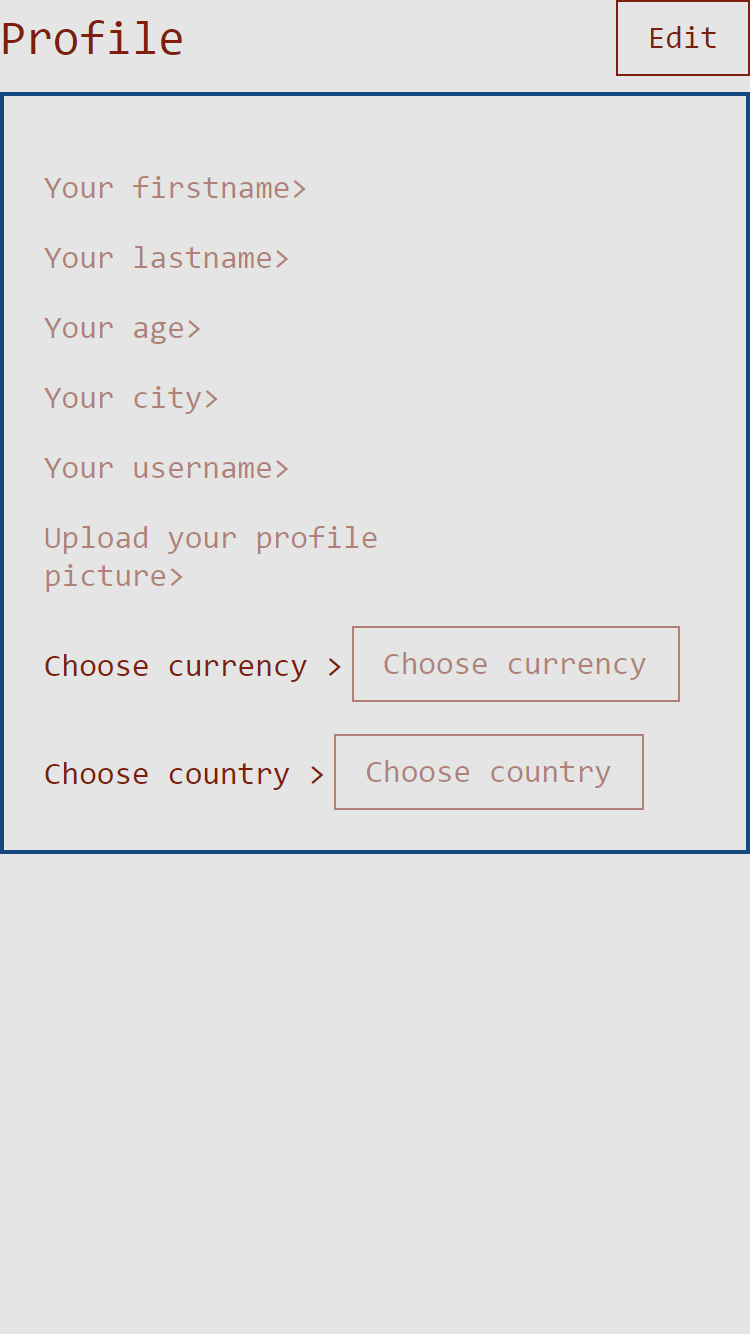 Profile
Edit
Your firstname>
Your lastname>
Your age>
Your city>
Your username>
Upload your profile
picture>
Choose currency > Choose currency
Choose country > Choose country